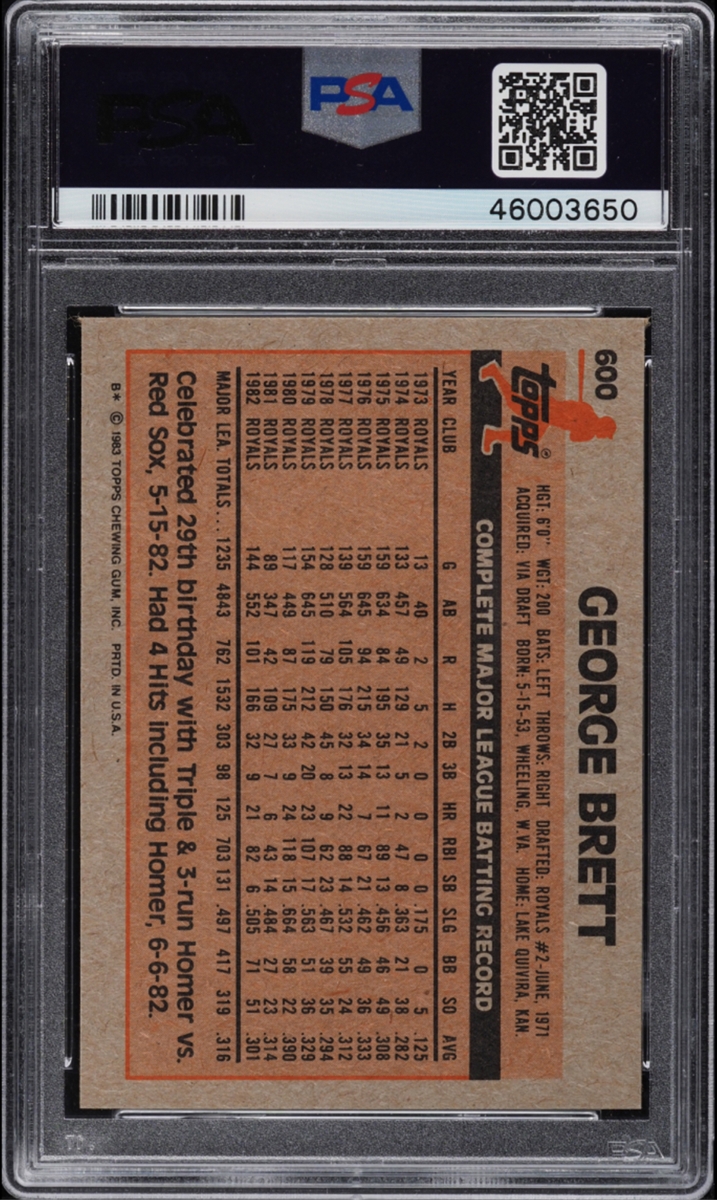 PSA
PSA
46003650
600
GEORGE BRETT
topps®
HGT: 6'0" WGT: 200 BATS: LEFT THROWS: RIGHT DRAFTED: ROYALS #2-JUNE, 1971
ACQUIRED: VIA DRAFT BORN: 5-15-53, WHEELING, W.VA. HOME: LAKE QUIVIRA, KAN.
COMPLETE MAJOR LEAGUE BATTING RECORD
YEAR CLUB G AB R H 2B 3B HR RBI SB SLG BB SO AVG
1973 ROYALS 13 40 2 5 2 0 0 0 0 .175 0 5 .125
1974 ROYALS 133 457 49 129 21 5 2 47 8 .363 21 38 .282
1975 ROYALS 159 634 84 195 35 13 11 89 13 .456 46 49 .308
1976 ROYALS 159 645 94 215 34 14 7 67 21 .462 49 36 .333
1977 ROYALS 139 564 105 176 32 13 22 88 14 .532 55 24 .312
1978 ROYALS 128 510 79 150 45 8 9 62 23 .467 39 35 .294
1979 ROYALS 154 645 119 212 42 20 23 107 17 .563 51 36 .329
1980 ROYALS 117 449 87 175 33 9 24 118 15 .664 58 22 .390
1981 ROYALS 89 347 42 109 27 7 6 43 14 .484 27 23 .314
1982 ROYALS 144 552 101 166 32 9 21 82 6 .505 71 51 .301
MAJOR LEA. TOTALS... 1235 4843 762 1532 303 98 125 703 131 .497 417 319 .316
Celebrated 29th birthday with Triple & 3-run Homer vs.
Red Sox, 5-15-82. Had 4 Hits including Homer, 6-6-82.
B* © 1983 TOPPS CHEWING GUM, INC. PRTD. IN U.S.A.
PSA